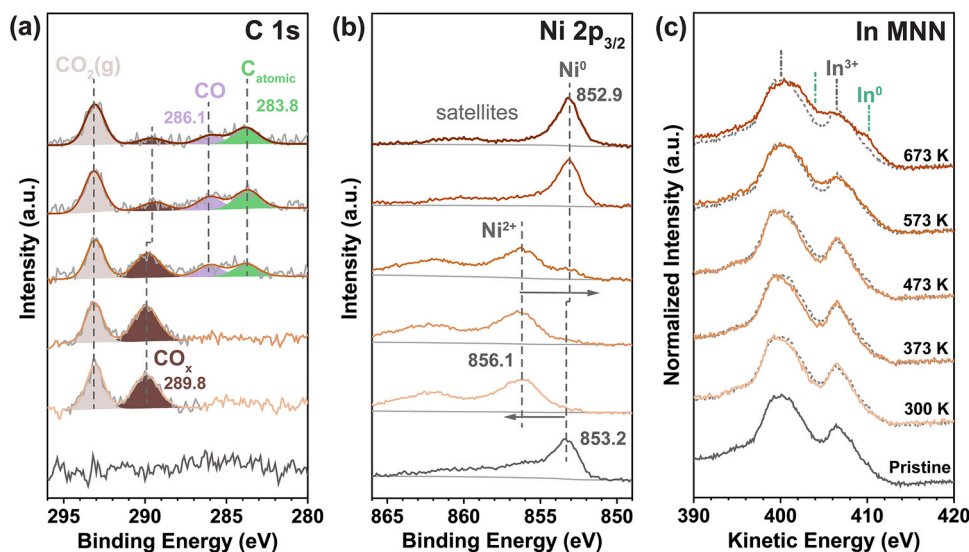 (a)
C 1s
CO₂(g)
CO
286.1
C_atomic
283.8
COₓ
289.8
Intensity (a.u.)
295
290
285
280
Binding Energy (eV)
(b)
Ni 2p₃/₂
Ni⁰
852.9
satellites
Ni²⁺
856.1
853.2
Intensity (a.u.)
865
860
855
850
Binding Energy (eV)
(c)
In MNN
In³⁺
In⁰
673 K
573 K
473 K
373 K
300 K
Pristine
Normalized Intensity (a.u.)
390
400
410
420
Kinetic Energy (eV)